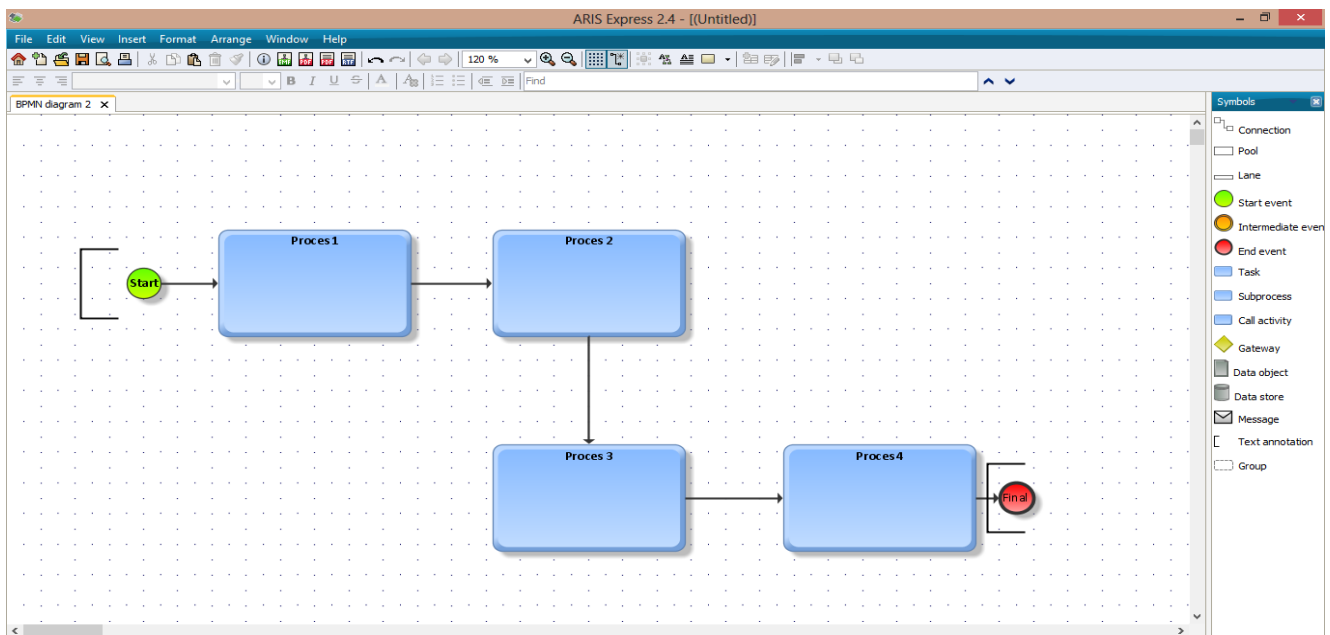 ARIS Express 2.4 - [(Untitled)]
File Edit View Insert Format Arrange Window Help
120 %
Find
BPMN diagram 2
Symbols
Connection
Pool
Lane
Start event
Intermediate even
End event
Task
Subprocess
Call activity
Gateway
Data object
Data store
Message
Text annotation
Group
Proces 1
Proces 2
Start
Proces 3
Proces 4
Final